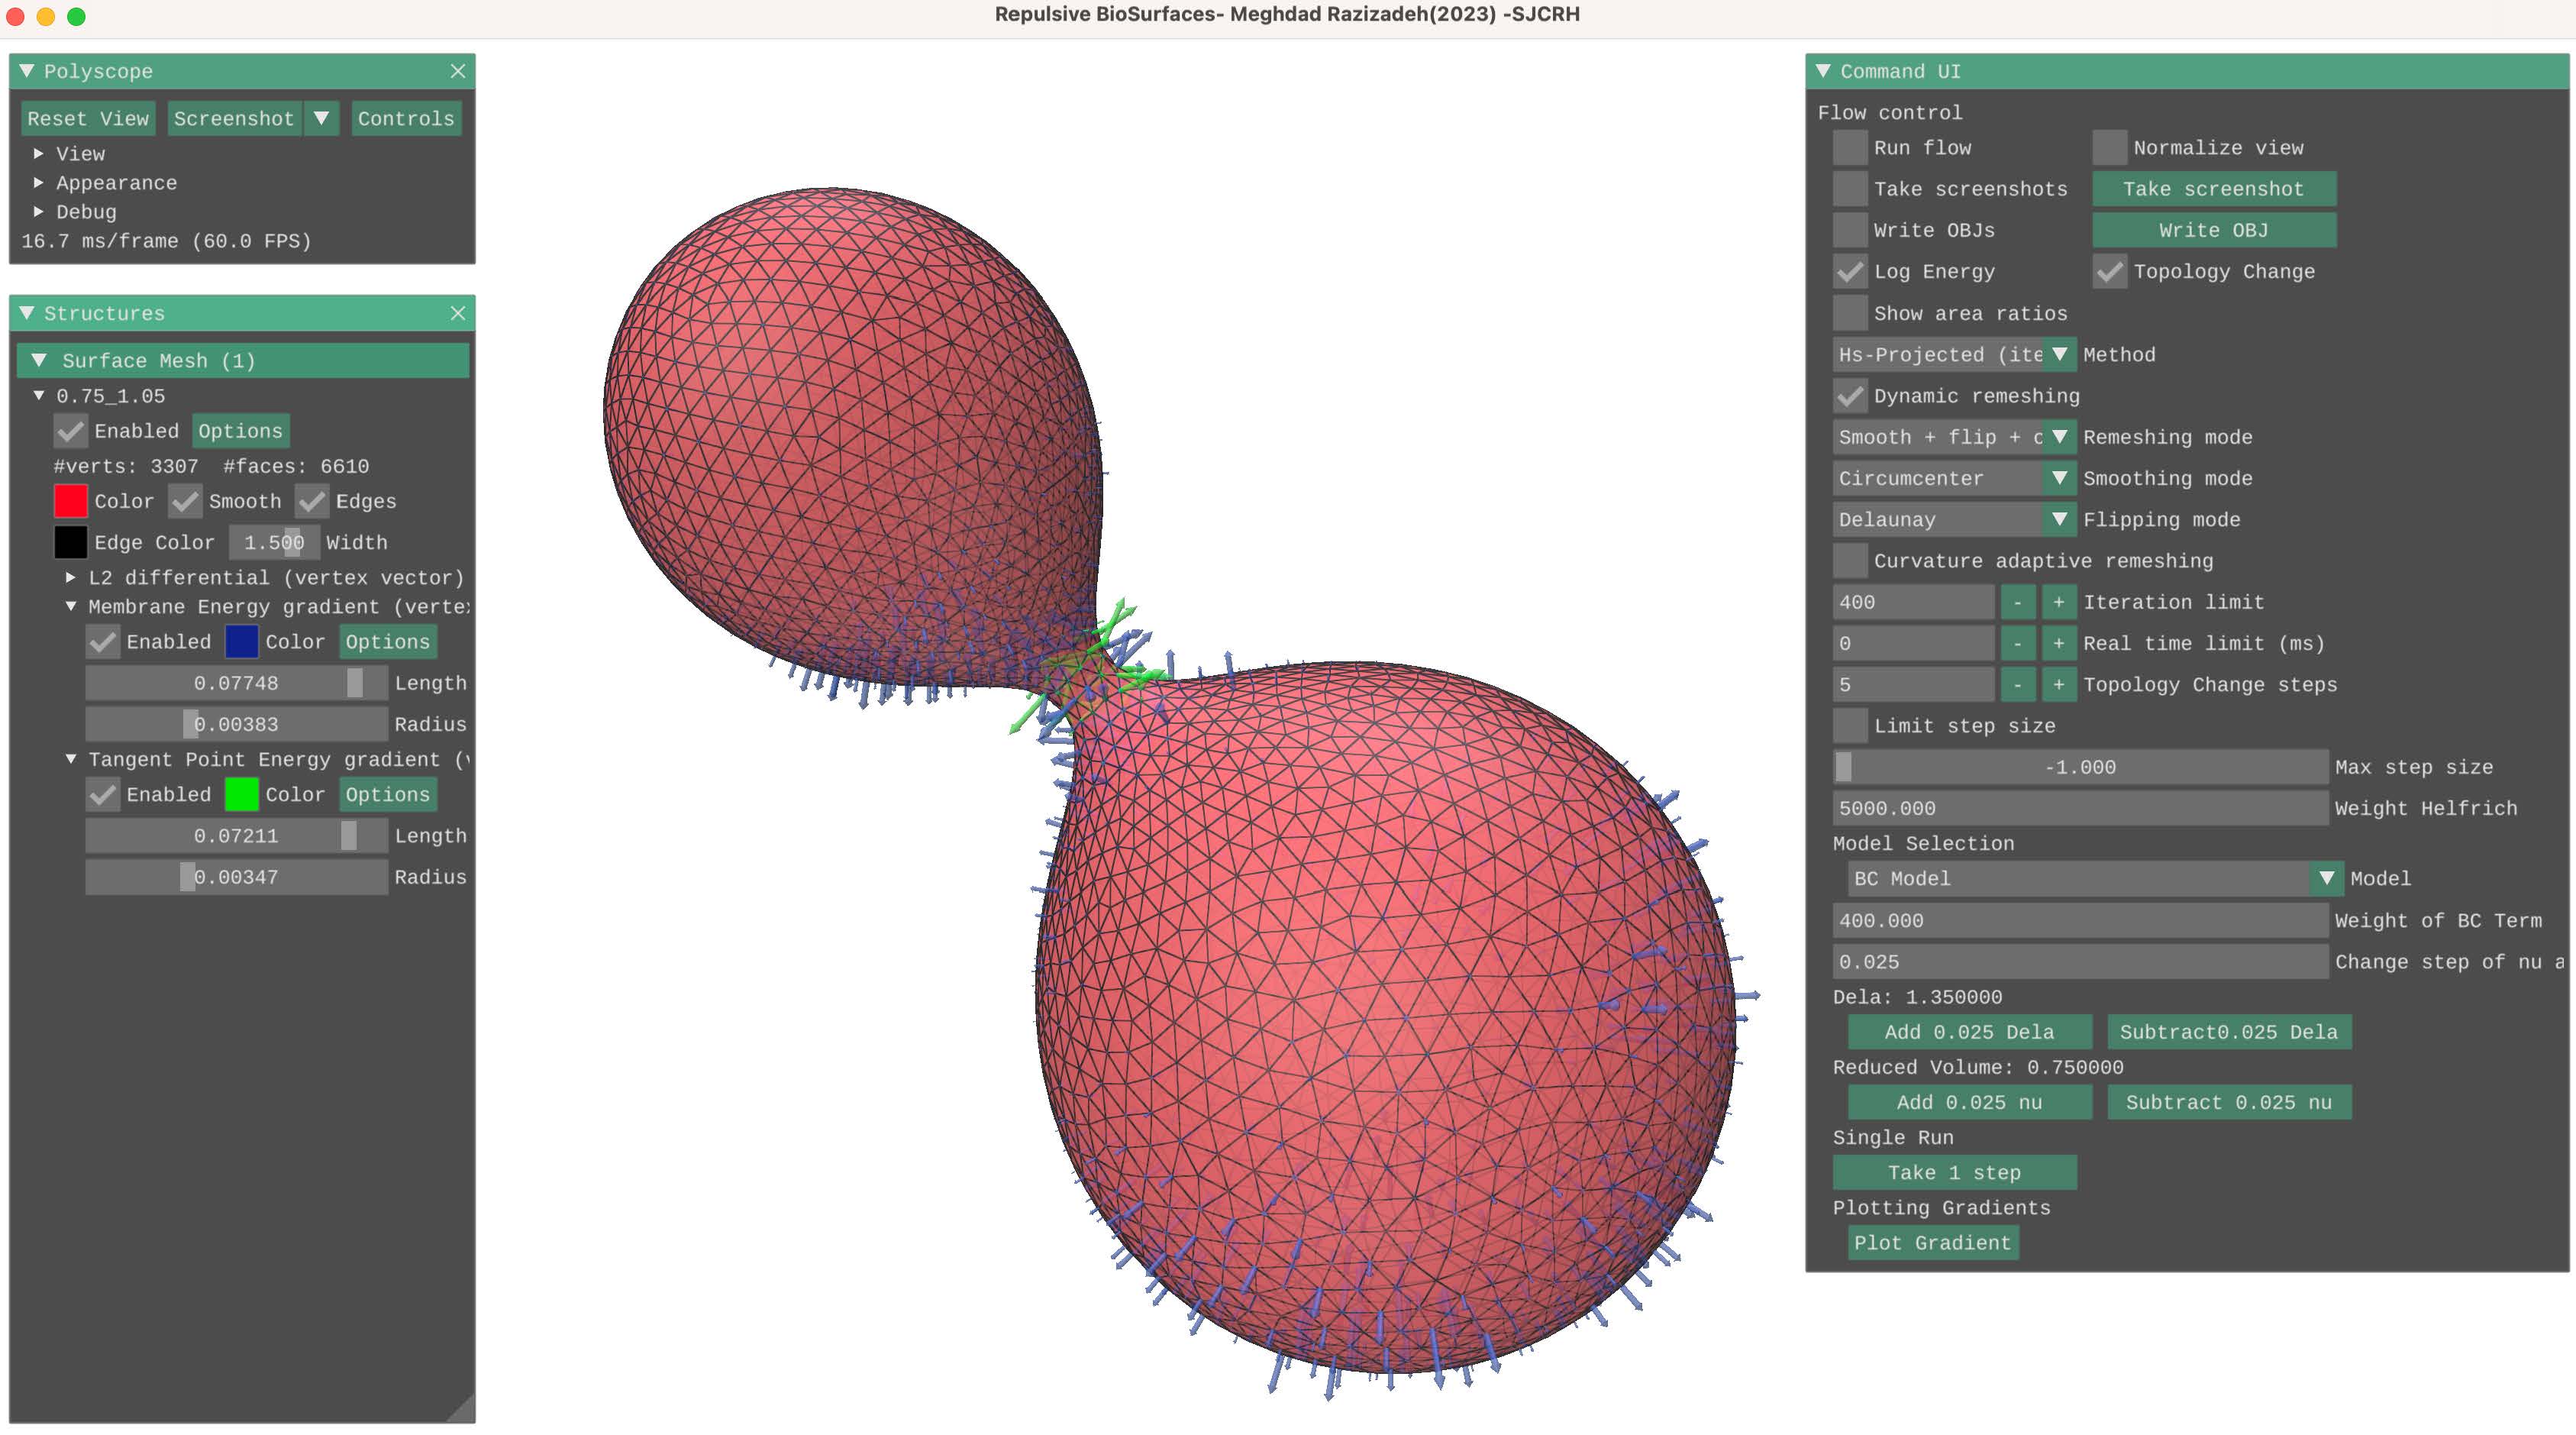 Repulsive BioSurfaces- Meghdad Razizadeh(2023) -SJCRH
Polyscope
Reset View Screenshot Controls
View
Appearance
Debug
16.7 ms/frame (60.0 FPS)
Structures
Surface Mesh (1)
0.75_1.05
Enabled Options
#verts: 3307 #faces: 6610
Color Smooth Edges
Edge Color 1.500 Width
L2 differential (vertex vector)
Membrane Energy gradient (vertex
Enabled Color Options
0.07748 Length
0.00383 Radius
Tangent Point Energy gradient (v
Enabled Color Options
0.07211 Length
0.00347 Radius
Command UI
Flow control
Run flow Normalize view
Take screenshots Take screenshot
Write OBJs Write OBJ
Log Energy Topology Change
Show area ratios
Hs-Projected (ite Method
Dynamic remeshing
Smooth + flip + c Remeshing mode
Circumcenter Smoothing mode
Delaunay Flipping mode
Curvature adaptive remeshing
400 - + Iteration limit
0 - + Real time limit (ms)
5 - + Topology Change steps
Limit step size
-1.000 Max step size
5000.000 Weight Helfrich
Model Selection
BC Model Model
400.000 Weight of BC Term
0.025 Change step of nu a
Dela: 1.350000
Add 0.025 Dela Subtract0.025 Dela
Reduced Volume: 0.750000
Add 0.025 nu Subtract 0.025 nu
Single Run
Take 1 step
Plotting Gradients
Plot Gradient